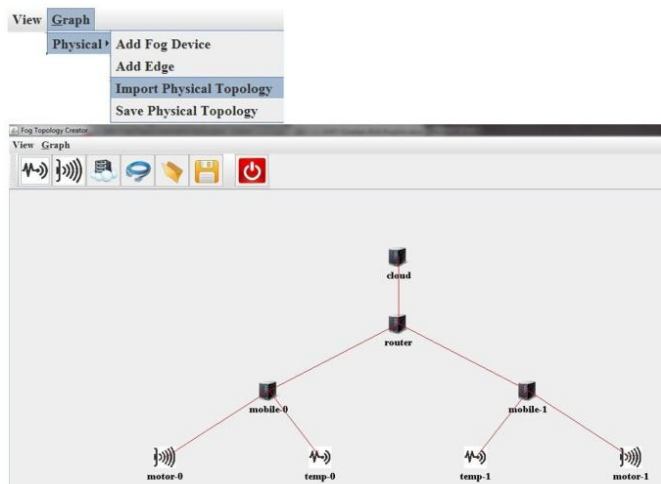 View Graph
Physical Add Fog Device
Add Edge
Import Physical Topology
Save Physical Topology
Fog Topology Creator
View Graph
cloud
router
mobile-0 mobile-1
motor-0 temp-0 temp-1 motor-1